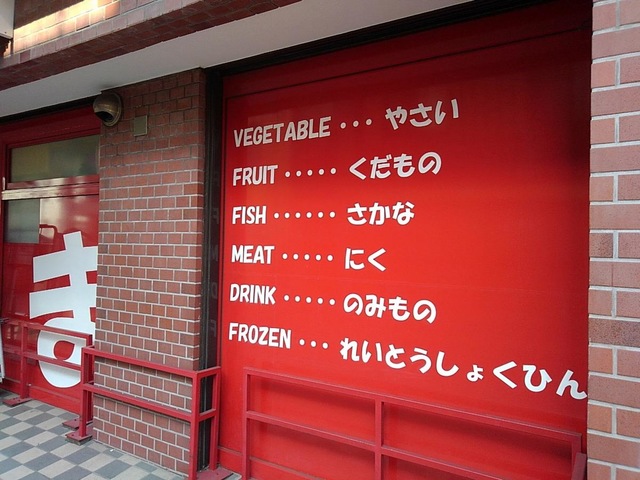 VEGETABLE ・・・ やさい
FRUIT ・・・・・ くだもの
FISH ・・・・・・ さかな
MEAT ・・・・・ にく
DRINK ・・・・・ のみもの
FROZEN ・・・ れいとうしょくひん
ま